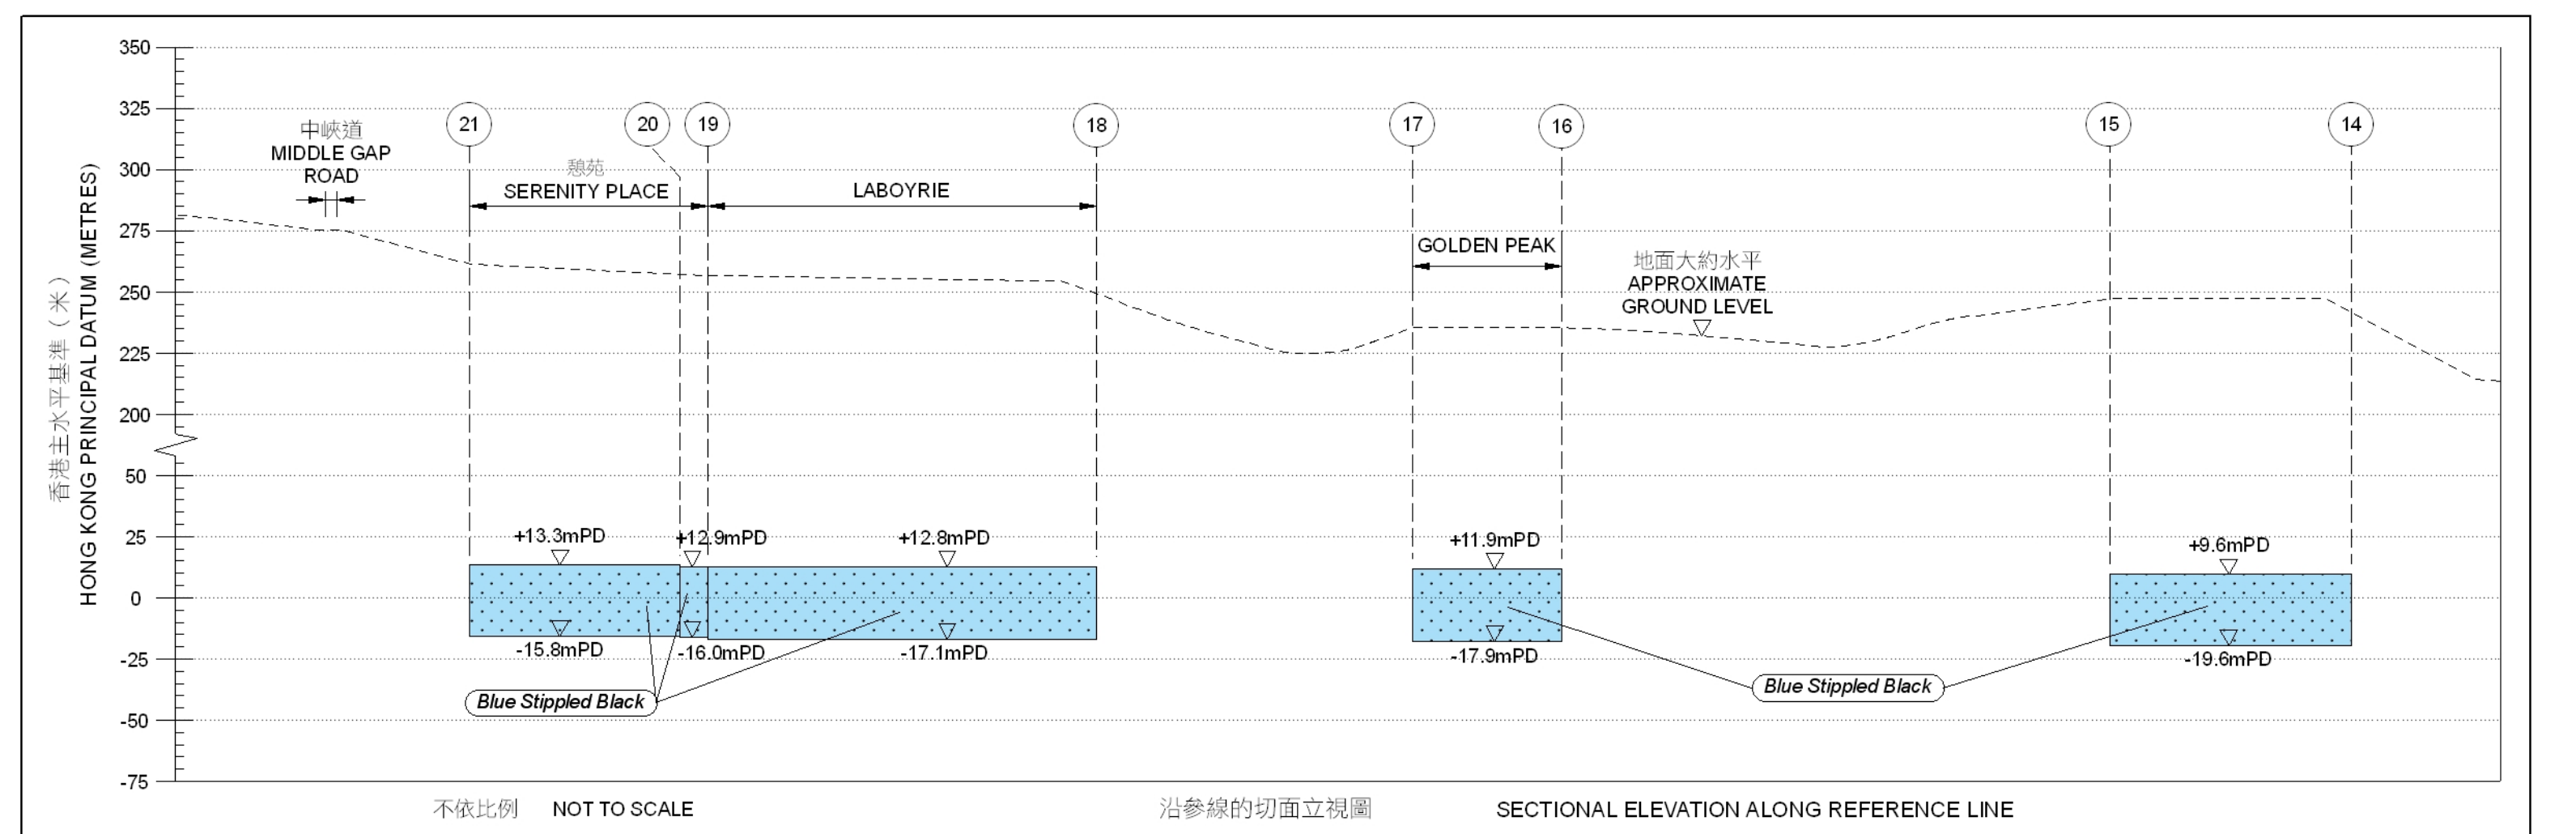 350
325
300
275
250
225
200
50
25
0
-25
-50
-75
香港主水平基準（米）
HONG KONG PRINCIPAL DATUM (METRES)
中峽道
MIDDLE GAP
ROAD
21
20
19
18
17
16
15
14
憩苑
SERENITY PLACE
LABOYRIE
GOLDEN PEAK
地面大約水平
APPROXIMATE
GROUND LEVEL
+13.3mPD
+12.9mPD
+12.8mPD
+11.9mPD
+9.6mPD
-15.8mPD
-16.0mPD
-17.1mPD
-17.9mPD
-19.6mPD
Blue Stippled Black
Blue Stippled Black
不依比例 NOT TO SCALE
沿參線的切面立視圖 SECTIONAL ELEVATION ALONG REFERENCE LINE